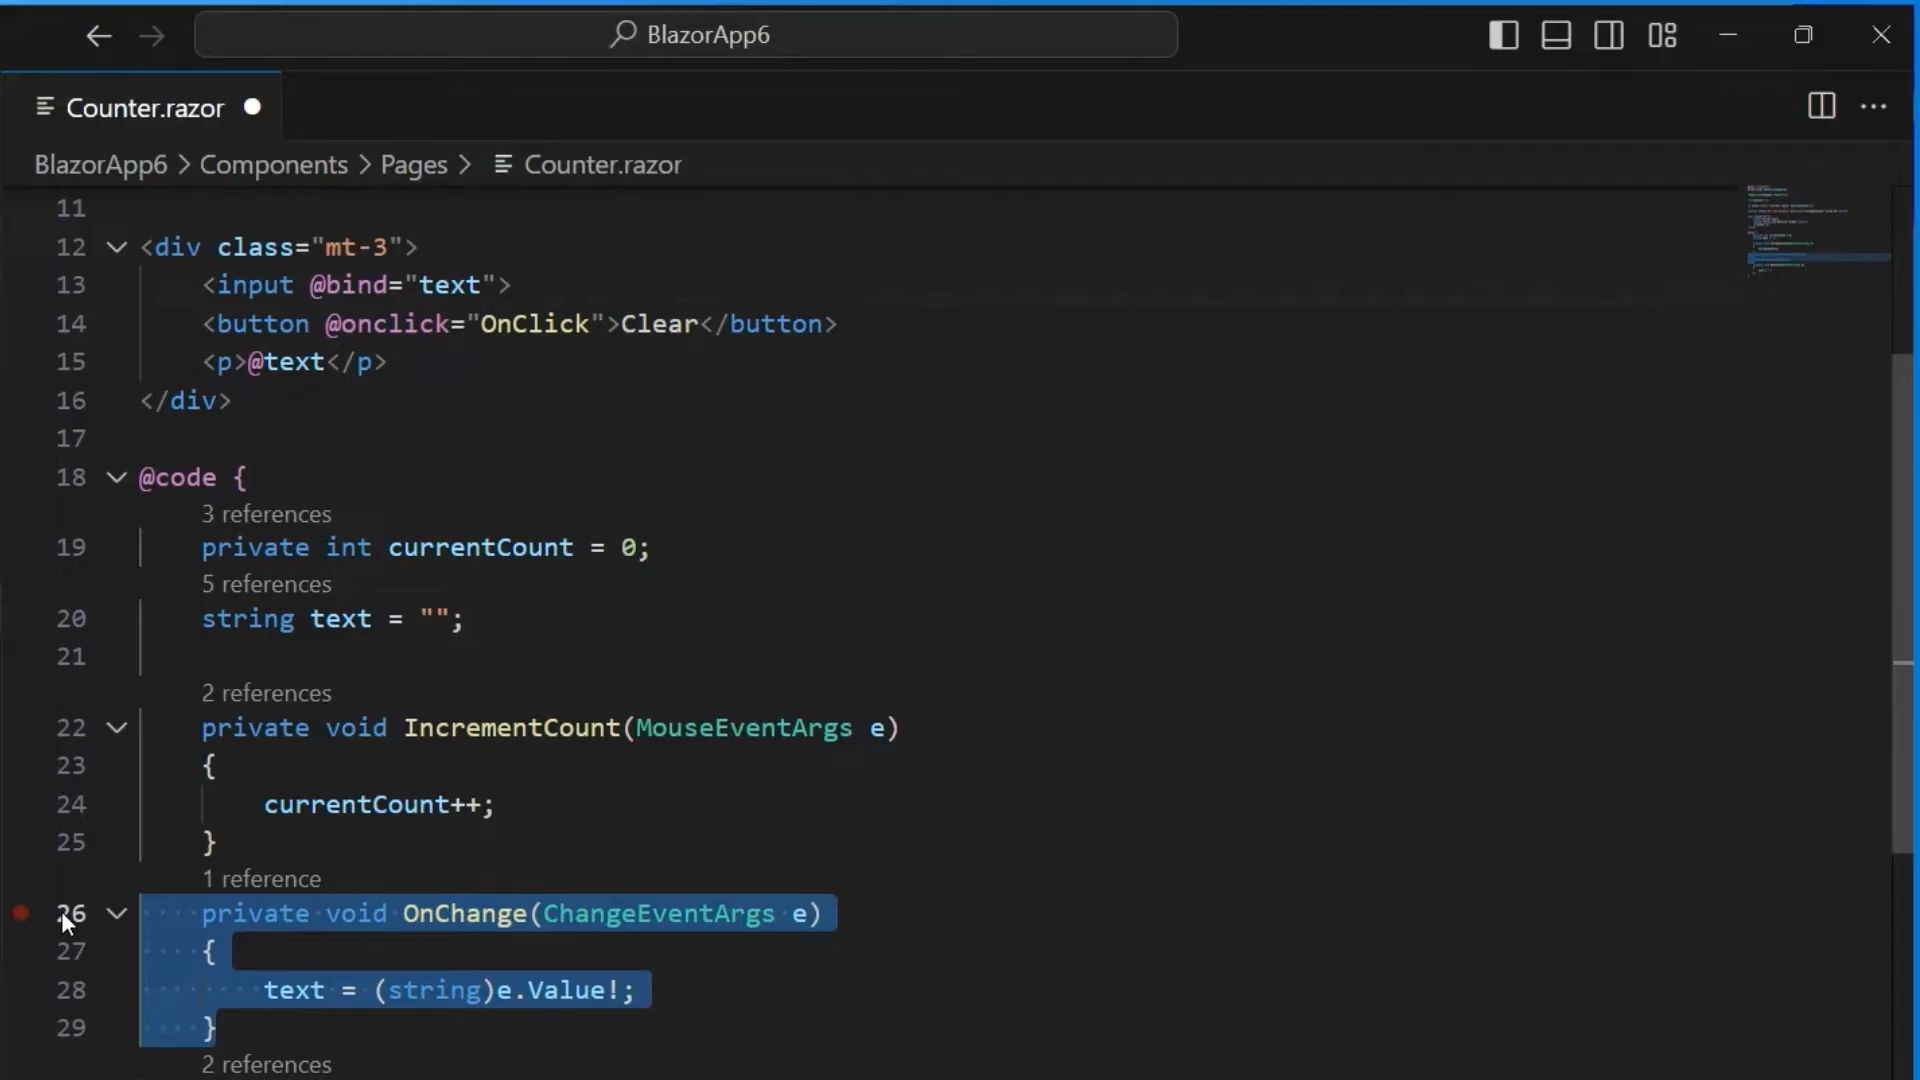 BlazorApp6
Counter.razor
BlazorApp6 > Components > Pages > Counter.razor
11
12 <div class="mt-3">
13 <input @bind="text">
14 <button @onclick="OnClick">Clear</button>
15 <p>@text</p>
16 </div>
17
18 @code {
3 references
19 private int currentCount = 0;
5 references
20 string text = "";
21
2 references
22 private void IncrementCount(MouseEventArgs e)
23 {
24 currentCount++;
25 }
1 reference
26 private void OnChange(ChangeEventArgs e)
27 {
28 text = (string)e.Value!;
29 }
2 references